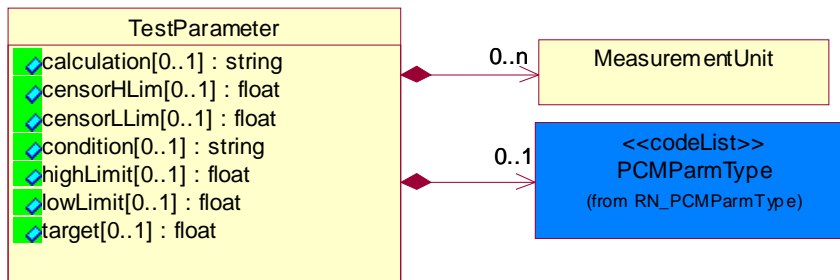 TestParameter
calculation[0..1] : string
censorHLim[0..1] : float
censorLLim[0..1] : float
condition[0..1] : string
highLimit[0..1] : float
lowLimit[0..1] : float
target[0..1] : float
0..n
MeasurementUnit
0..1
<<codeList>>
PCMParmType
(from RN_PCMParmType)